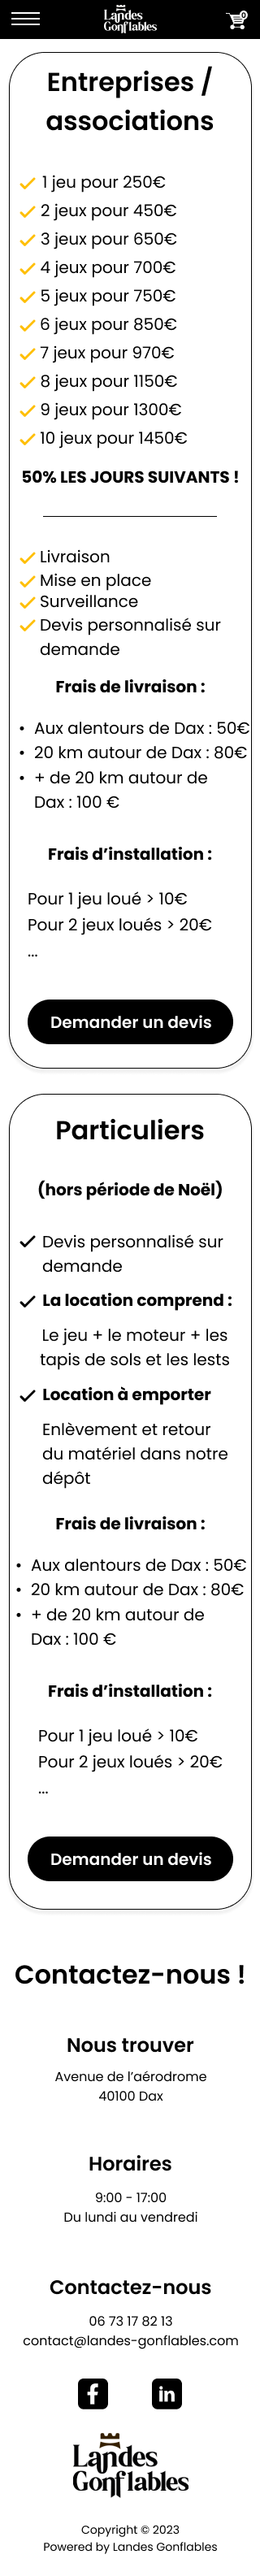 Landes
Gonflables
0
Entreprises /
associations
1 jeu pour 250€
2 jeux pour 450€
3 jeux pour 650€
4 jeux pour 700€
5 jeux pour 750€
6 jeux pour 850€
7 jeux pour 970€
8 jeux pour 1150€
9 jeux pour 1300€
10 jeux pour 1450€
50% LES JOURS SUIVANTS !
Livraison
Mise en place
Surveillance
Devis personnalisé sur
demande
Frais de livraison :
• Aux alentours de Dax : 50€
• 20 km autour de Dax : 80€
• + de 20 km autour de
Dax : 100 €
Frais d’installation :
Pour 1 jeu loué > 10€
Pour 2 jeux loués > 20€
...
Demander un devis
Particuliers
(hors période de Noël)
Devis personnalisé sur
demande
La location comprend :
Le jeu + le moteur + les
tapis de sols et les lests
Location à emporter
Enlèvement et retour
du matériel dans notre
dépôt
Frais de livraison :
• Aux alentours de Dax : 50€
• 20 km autour de Dax : 80€
• + de 20 km autour de
Dax : 100 €
Frais d’installation :
Pour 1 jeu loué > 10€
Pour 2 jeux loués > 20€
...
Demander un devis
Contactez-nous !
Nous trouver
Avenue de l’aérodrome
40100 Dax
Horaires
9:00 - 17:00
Du lundi au vendredi
Contactez-nous
06 73 17 82 13
contact@landes-gonflables.com
f in
Landes
Gonflables
Copyright © 2023
Powered by Landes Gonflables